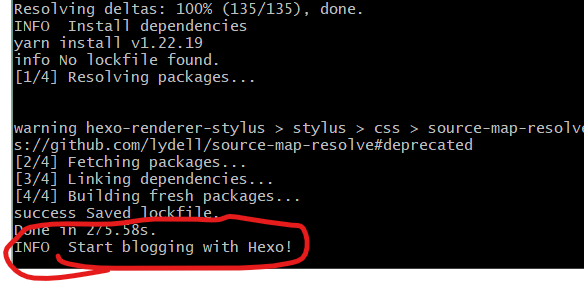 Resolving deltas: 100% (135/135), done.
INFO  Install dependencies
yarn install v1.22.19
info No lockfile found.
[1/4] Resolving packages...
warning hexo-renderer-stylus > stylus > css > source-map-resolve
s://github.com/lydell/source-map-resolve#deprecated
[2/4] Fetching packages...
[3/4] Linking dependencies...
[4/4] Building fresh packages...
success Saved lockfile.
Done in 275.58s.
INFO  Start blogging with Hexo!